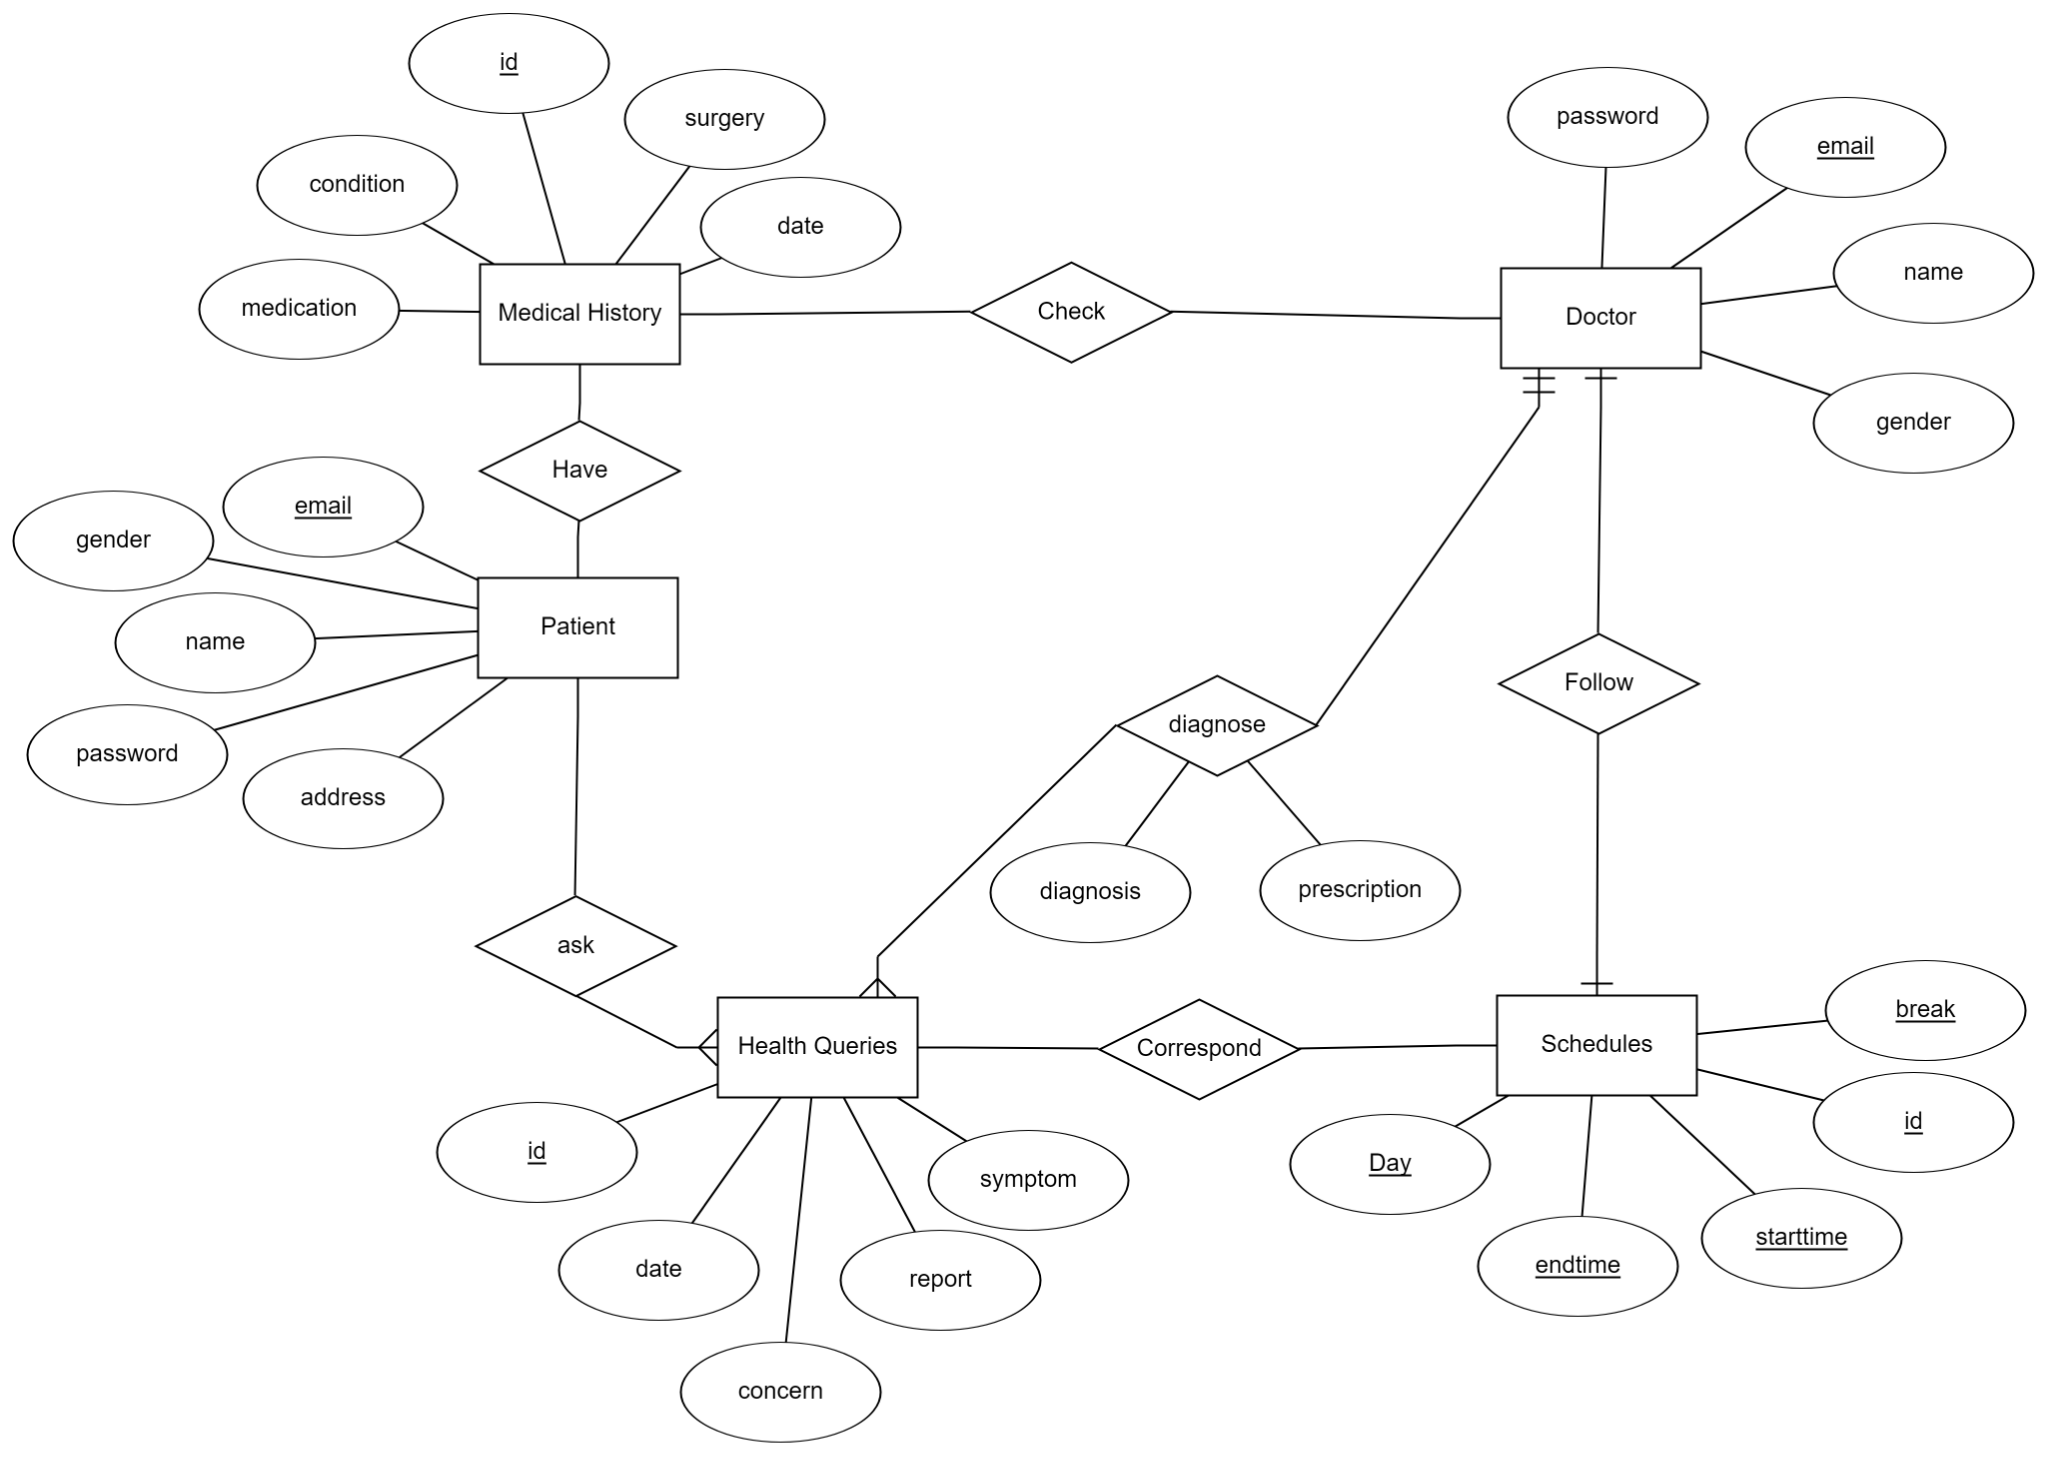 id
surgery
password
email
condition
date
name
medication
Medical History
Check
Doctor
gender
Have
email
gender
Patient
name
Follow
diagnose
password
address
diagnosis
prescription
ask
break
Health Queries
Correspond
Schedules
id
id
symptom
Day
starttime
date
report
endtime
concern